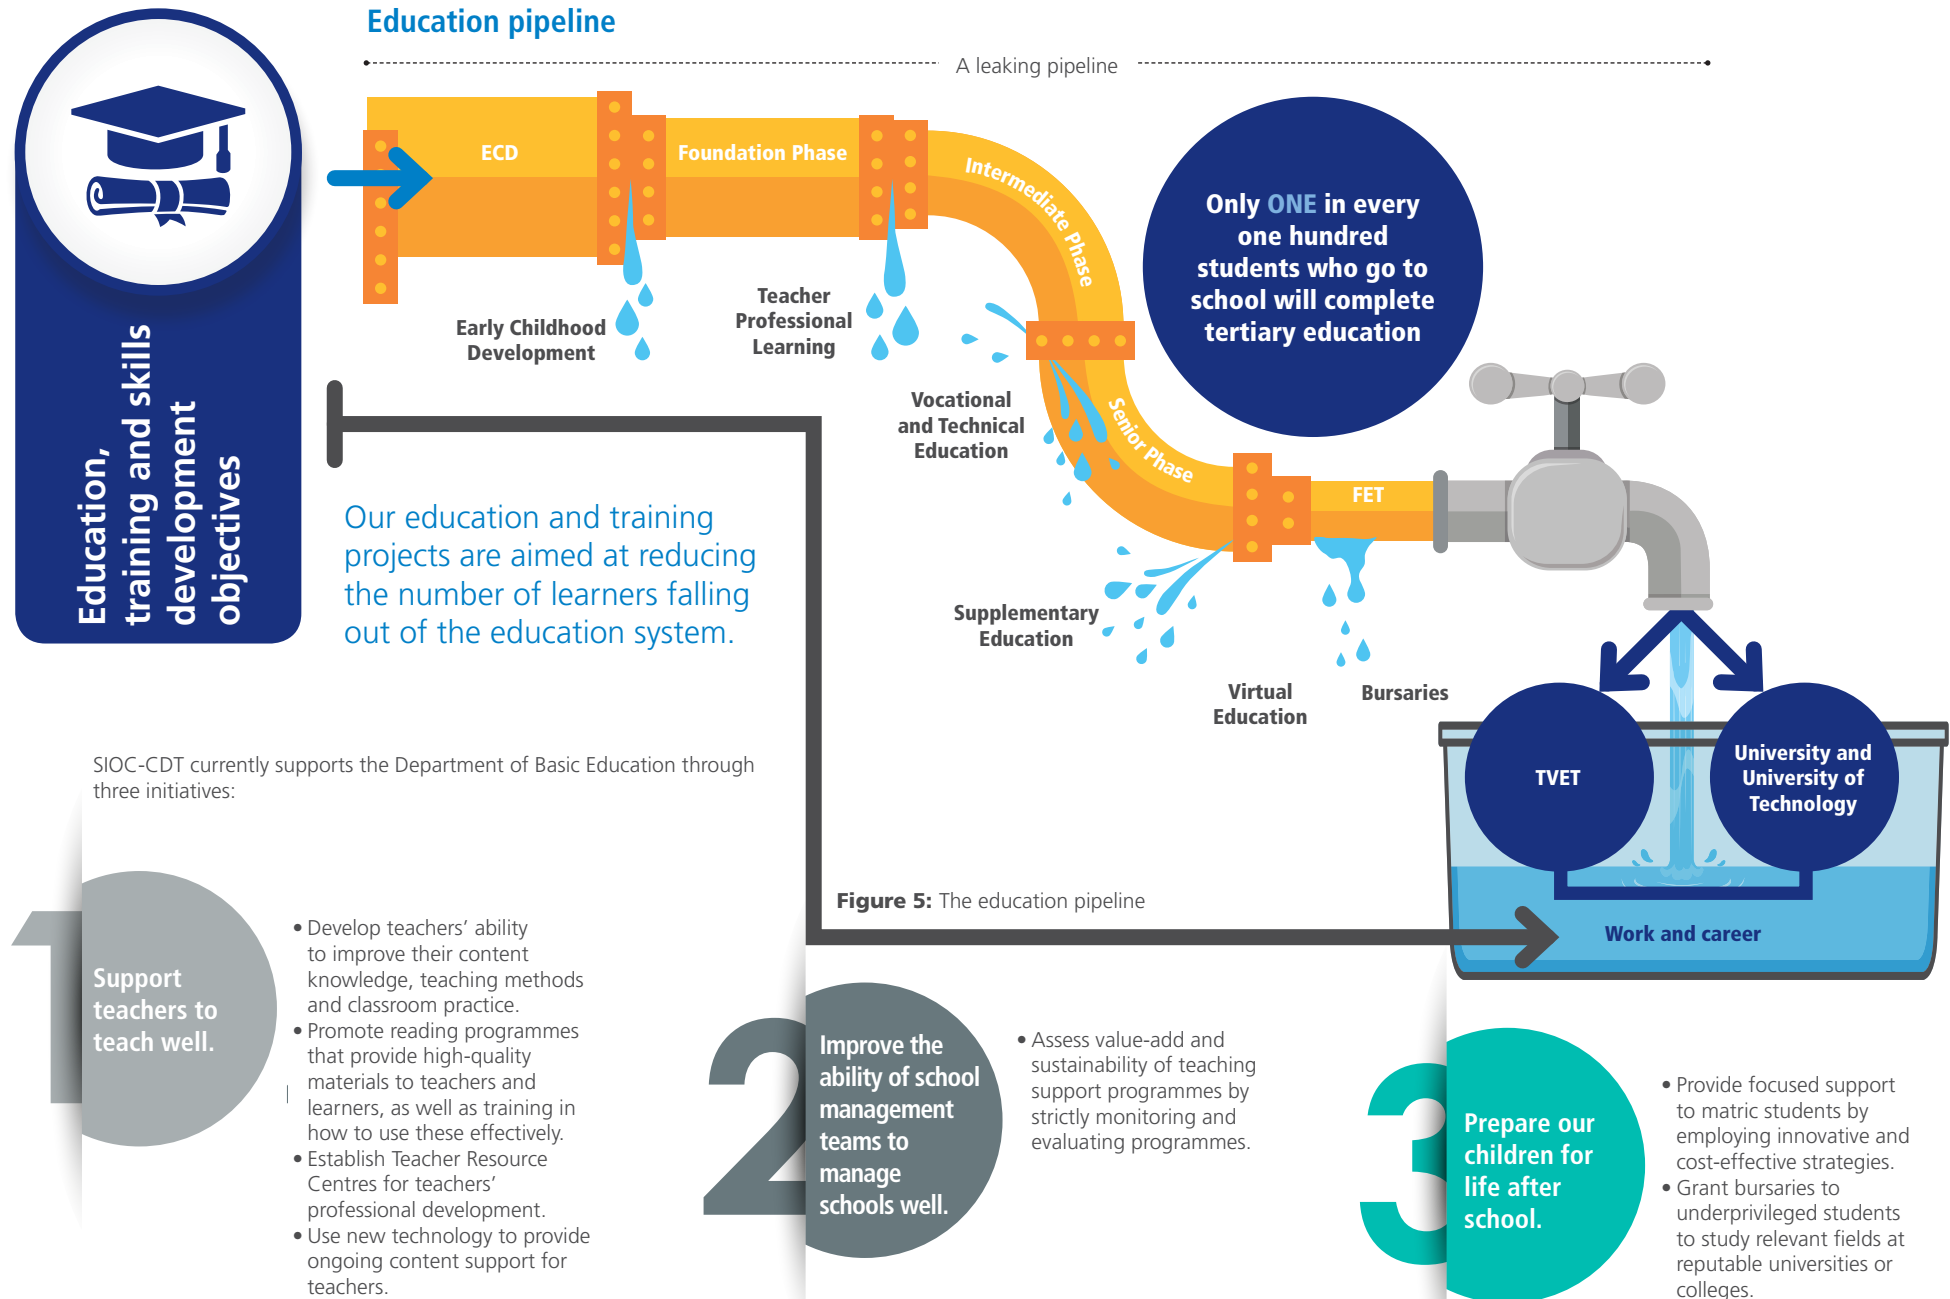 Education pipeline
A leaking pipeline
Education,
training and skills
development
objectives
ECD
Foundation Phase
Intermediate Phase
Senior Phase
FET
Only ONE in every
one hundred
students who go to
school will complete
tertiary education
Early Childhood
Development
Teacher
Professional
Learning
Vocational
and Technical
Education
Supplementary
Education
Virtual
Education
Bursaries
Our education and training
projects are aimed at reducing
the number of learners falling
out of the education system.
TVET
University and
University of
Technology
Work and career
Figure 5: The education pipeline
SIOC-CDT currently supports the Department of Basic Education through
three initiatives:
1
Support
teachers to
teach well.
• Develop teachers’ ability
to improve their content
knowledge, teaching methods
and classroom practice.
• Promote reading programmes
that provide high-quality
materials to teachers and
learners, as well as training in
how to use these effectively.
• Establish Teacher Resource
Centres for teachers’
professional development.
• Use new technology to provide
ongoing content support for
teachers.
2
Improve the
ability of school
management
teams to
manage
schools well.
• Assess value-add and
sustainability of teaching
support programmes by
strictly monitoring and
evaluating programmes.
3
Prepare our
children for
life after
school.
• Provide focused support
to matric students by
employing innovative and
cost-effective strategies.
• Grant bursaries to
underprivileged students
to study relevant fields at
reputable universities or
colleges.